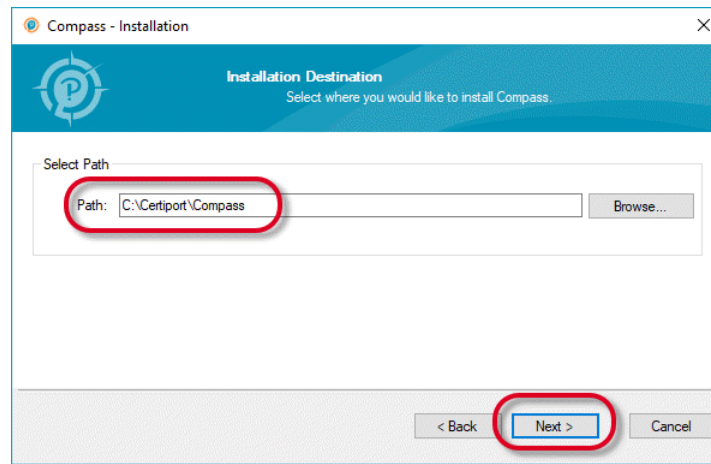 Compass - Installation
Installation Destination
Select where you would like to install Compass.
Select Path
Path: C:\Certiport\Compass Browse...
< Back Next > Cancel